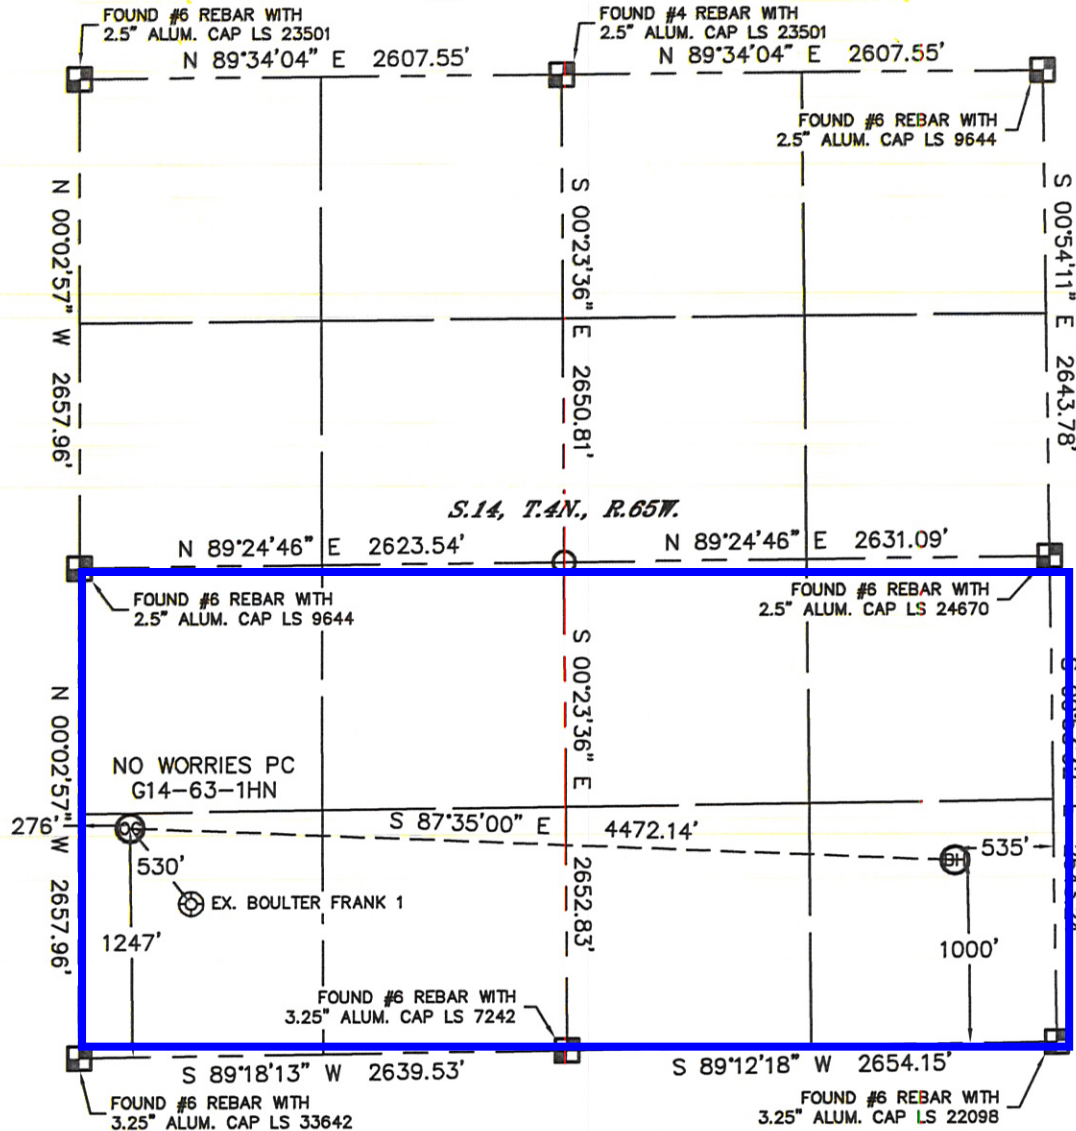 FOUND #6 REBAR WITH
2.5" ALUM. CAP LS 23501
FOUND #4 REBAR WITH
2.5" ALUM. CAP LS 23501
N 89°34'04" E 2607.55'
N 89°34'04" E 2607.55'
FOUND #6 REBAR WITH
2.5" ALUM. CAP LS 9644
N 00°02'57" W 2657.96'
S 00°23'36" E 2650.81'
S 00°54'11" E 2643.78'
S.14, T.4N., R.65W.
N 89°24'46" E 2623.54'
N 89°24'46" E 2631.09'
FOUND #6 REBAR WITH
2.5" ALUM. CAP LS 9644
FOUND #6 REBAR WITH
2.5" ALUM. CAP LS 24670
N 00°02'57" W 2657.96'
S 00°23'36" E 2652.83'
NO WORRIES PC
G14-63-1HN
276'
OG
S 87°35'00" E 4472.14'
BH
535'
530'
EX. BOULTER FRANK 1
1247'
1000'
FOUND #6 REBAR WITH
3.25" ALUM. CAP LS 7242
S 89°18'13" W 2639.53'
S 89°12'18" W 2654.15'
FOUND #6 REBAR WITH
3.25" ALUM. CAP LS 33642
FOUND #6 REBAR WITH
3.25" ALUM. CAP LS 22098